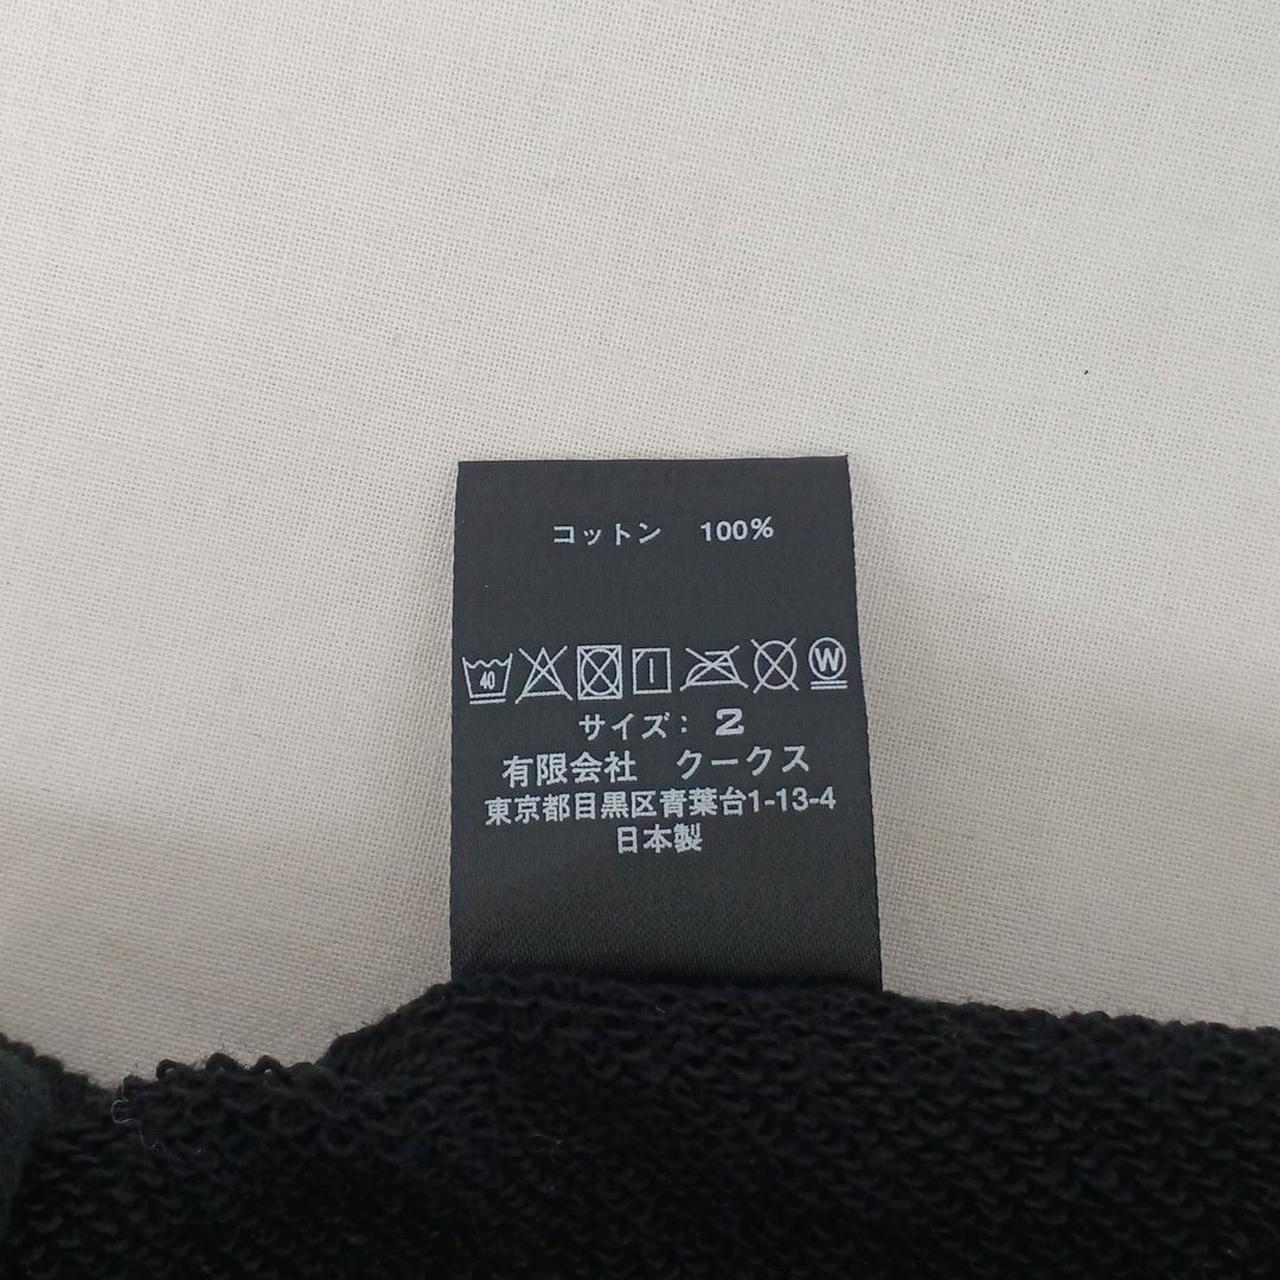 コットン 100%
40
W
サイズ: 2
有限会社 クークス
東京都目黒区青葉台1-13-4
日本製